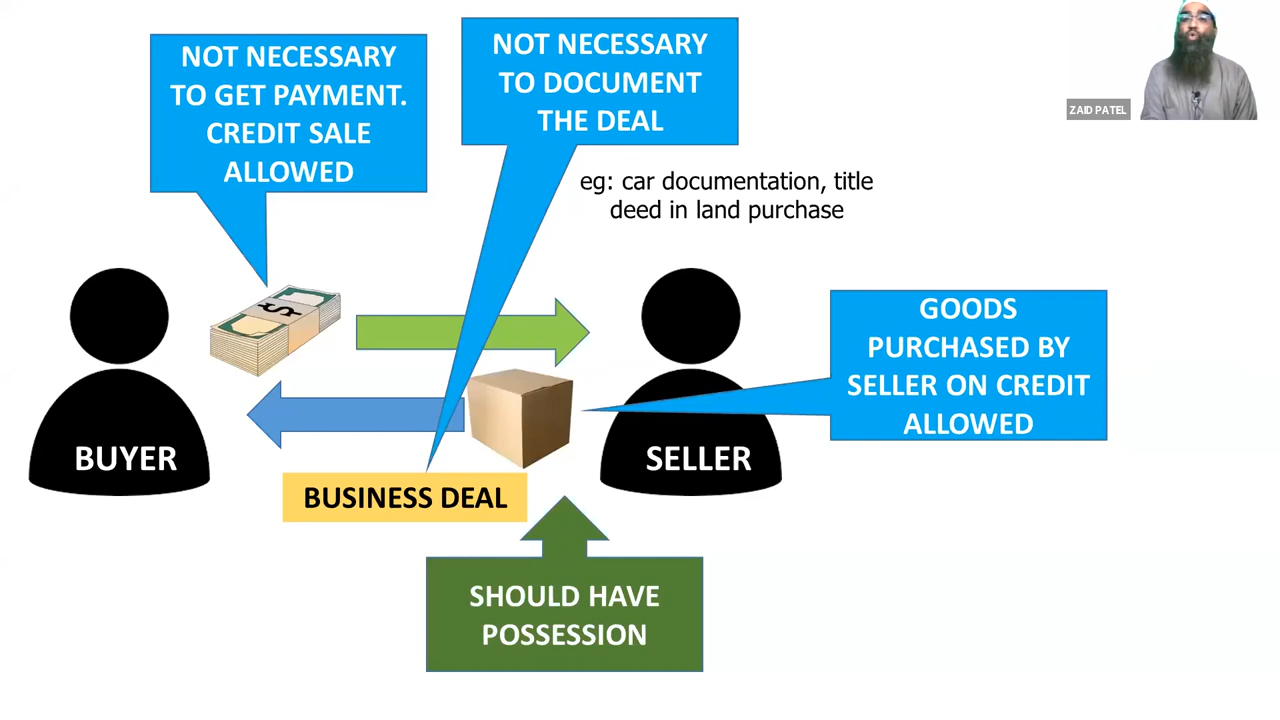 NOT NECESSARY
TO GET PAYMENT.
CREDIT SALE
ALLOWED
NOT NECESSARY
TO DOCUMENT
THE DEAL
ZAID PATEL
eg: car documentation, title
deed in land purchase
$
GOODS
PURCHASED BY
SELLER ON CREDIT
ALLOWED
BUYER
SELLER
BUSINESS DEAL
SHOULD HAVE
POSSESSION